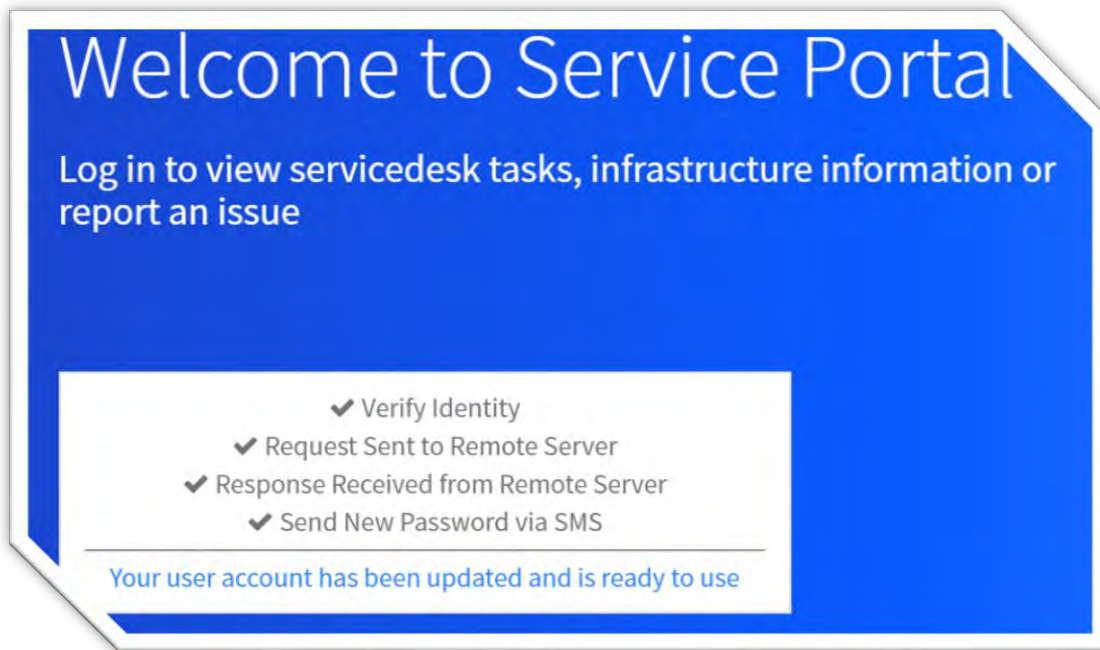 Welcome to Service Portal
Log in to view servicedesk tasks, infrastructure information or
report an issue
✔ Verify Identity
✔ Request Sent to Remote Server
✔ Response Received from Remote Server
✔ Send New Password via SMS
Your user account has been updated and is ready to use